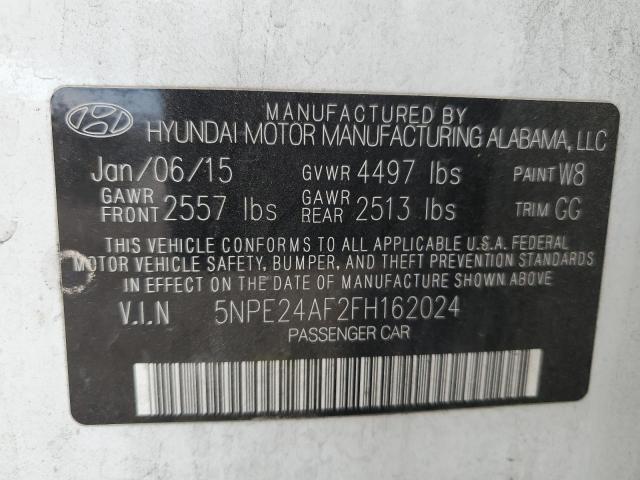 MANUFACTURED BY
HYUNDAI MOTOR MANUFACTURING ALABAMA, LLC
Jan/06/15 GVWR 4497 lbs PAINT W8
GAWR FRONT 2557 lbs GAWR REAR 2513 lbs TRIM GG
THIS VEHICLE CONFORMS TO ALL APPLICABLE U.S.A. FEDERAL
MOTOR VEHICLE SAFETY, BUMPER, AND THEFT PREVENTION STANDARDS
IN EFFECT ON THE DATE OF MANUFACTURE SHOWN ABOVE.
V.I.N 5NPE24AF2FH162024
PASSENGER CAR